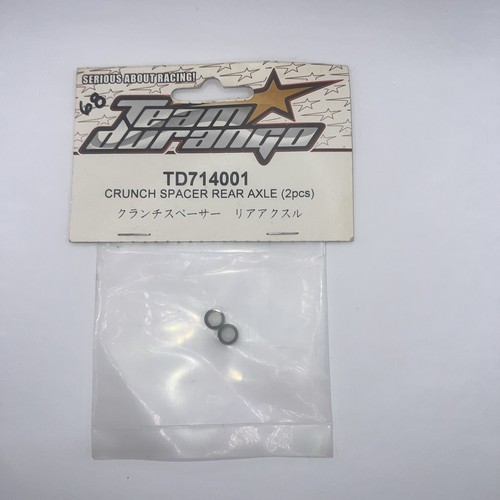 SERIOUS ABOUT RACING!
68
Team
durango
TD714001
CRUNCH SPACER REAR AXLE (2pcs)
クランチスペーサー リアアクスル